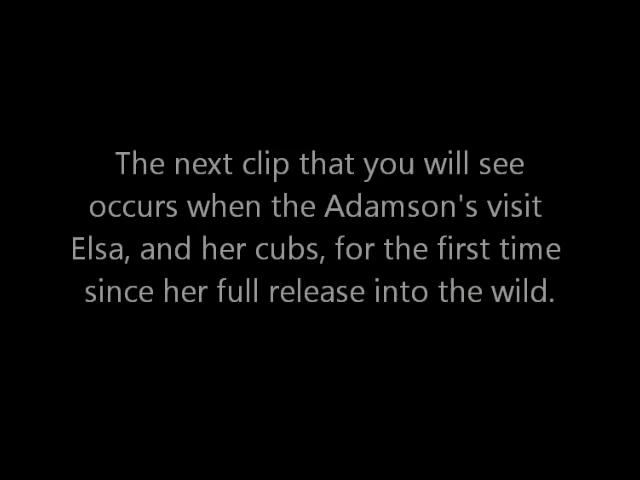 The next clip that you will see
occurs when the Adamson's visit
Elsa, and her cubs, for the first time
since her full release into the wild.